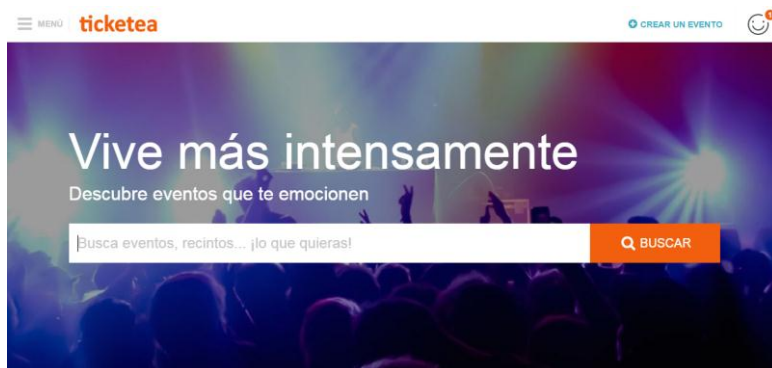 MENÚ ticketea CREAR UN EVENTO
Vive más intensamente
Descubre eventos que te emocionen
Busca eventos, recintos... ¡lo que quieras! BUSCAR